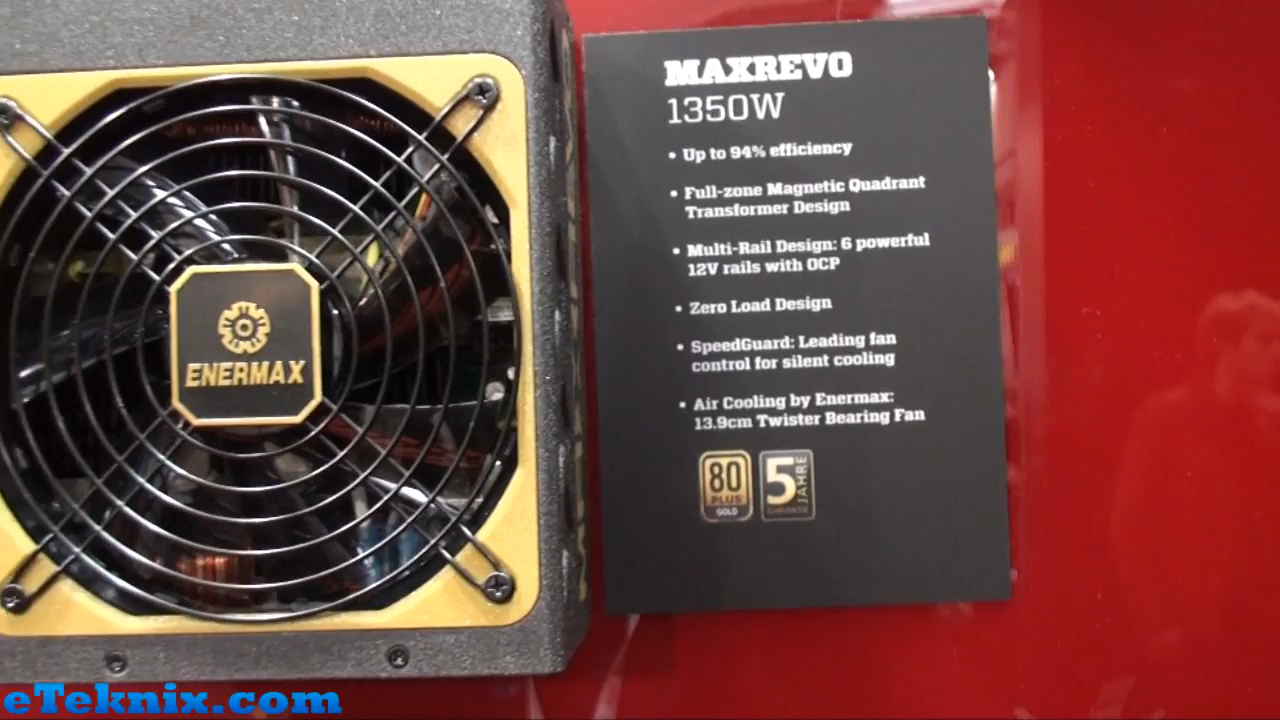 ENERMAX
MAXREVO
1350W
• Up to 94% efficiency
• Full-zone Magnetic Quadrant
Transformer Design
• Multi-Rail Design: 6 powerful
12V rails with OCP
• Zero Load Design
• SpeedGuard: Leading fan
control for silent cooling
• Air Cooling by Enermax:
13.9cm Twister Bearing Fan
80
PLUS
GOLD
5
JAHRE
eTeknix.com